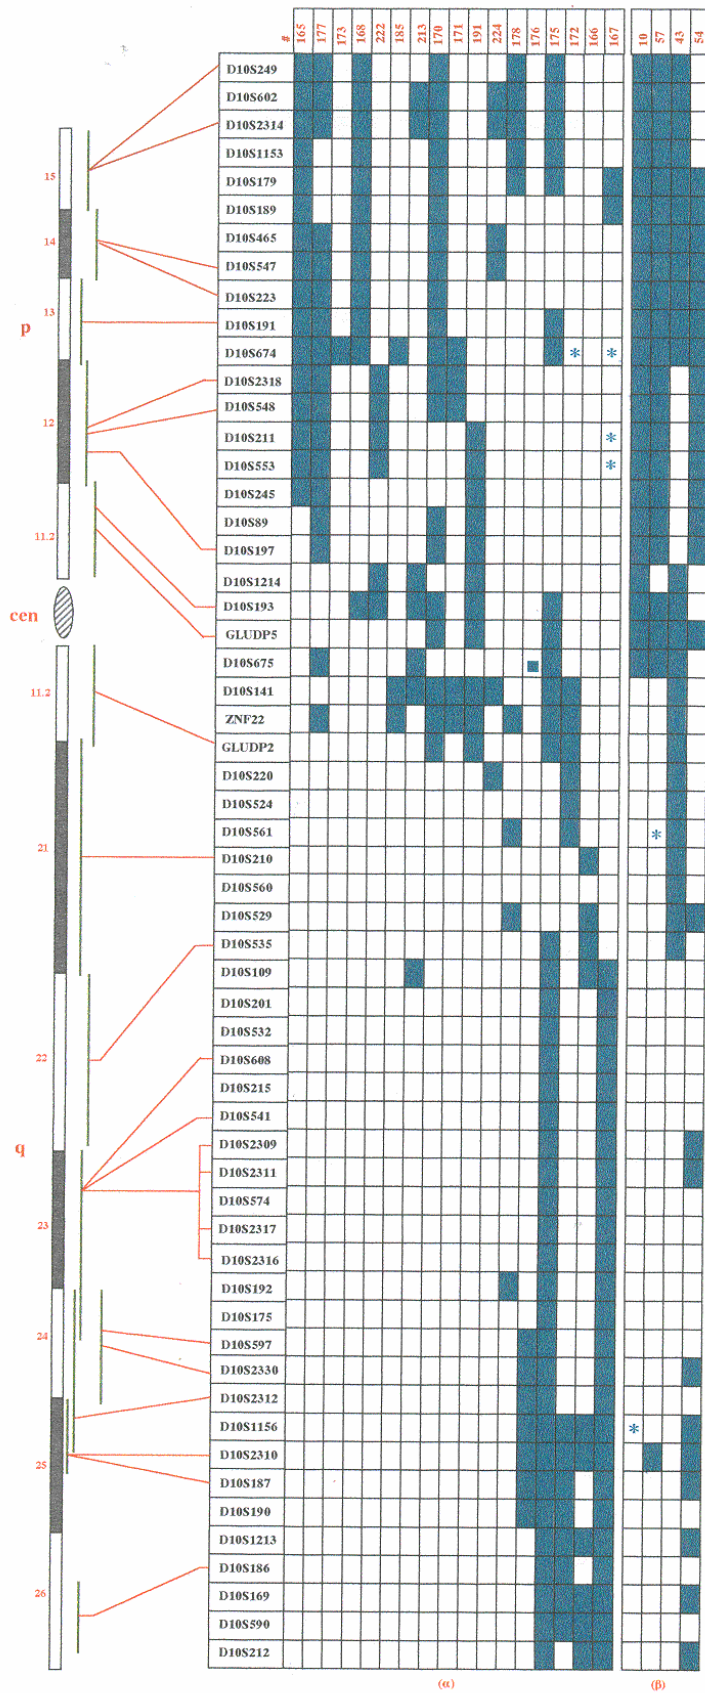 # 165 177 173 168 222 185 213 170 171 191 224 178 176 175 172 166 167 10 57 43 54
D10S249
D10S602
D10S2314
D10S1153
15 D10S179
D10S189
14 D10S465
D10S547
D10S223
13
p D10S191
D10S674 * *
D10S2318
12 D10S548
D10S211 *
D10S553 *
D10S245
11.2 D10S89
D10S197
D10S1214
cen D10S193
GLUDP5
D10S675
11.2 D10S141
ZNF22
GLUDP2
D10S220
D10S524
D10S561 *
21 D10S210
D10S560
D10S529
D10S535
D10S109
D10S201
D10S532
22 D10S608
D10S215
D10S541
q D10S2309
D10S2311
D10S574
23 D10S2317
D10S2316
D10S192
D10S175
24 D10S597
D10S2330
D10S2312
D10S1156 *
25 D10S2310
D10S187
D10S190
D10S1213
D10S186
26 D10S169
D10S590
D10S212
(α) (β)